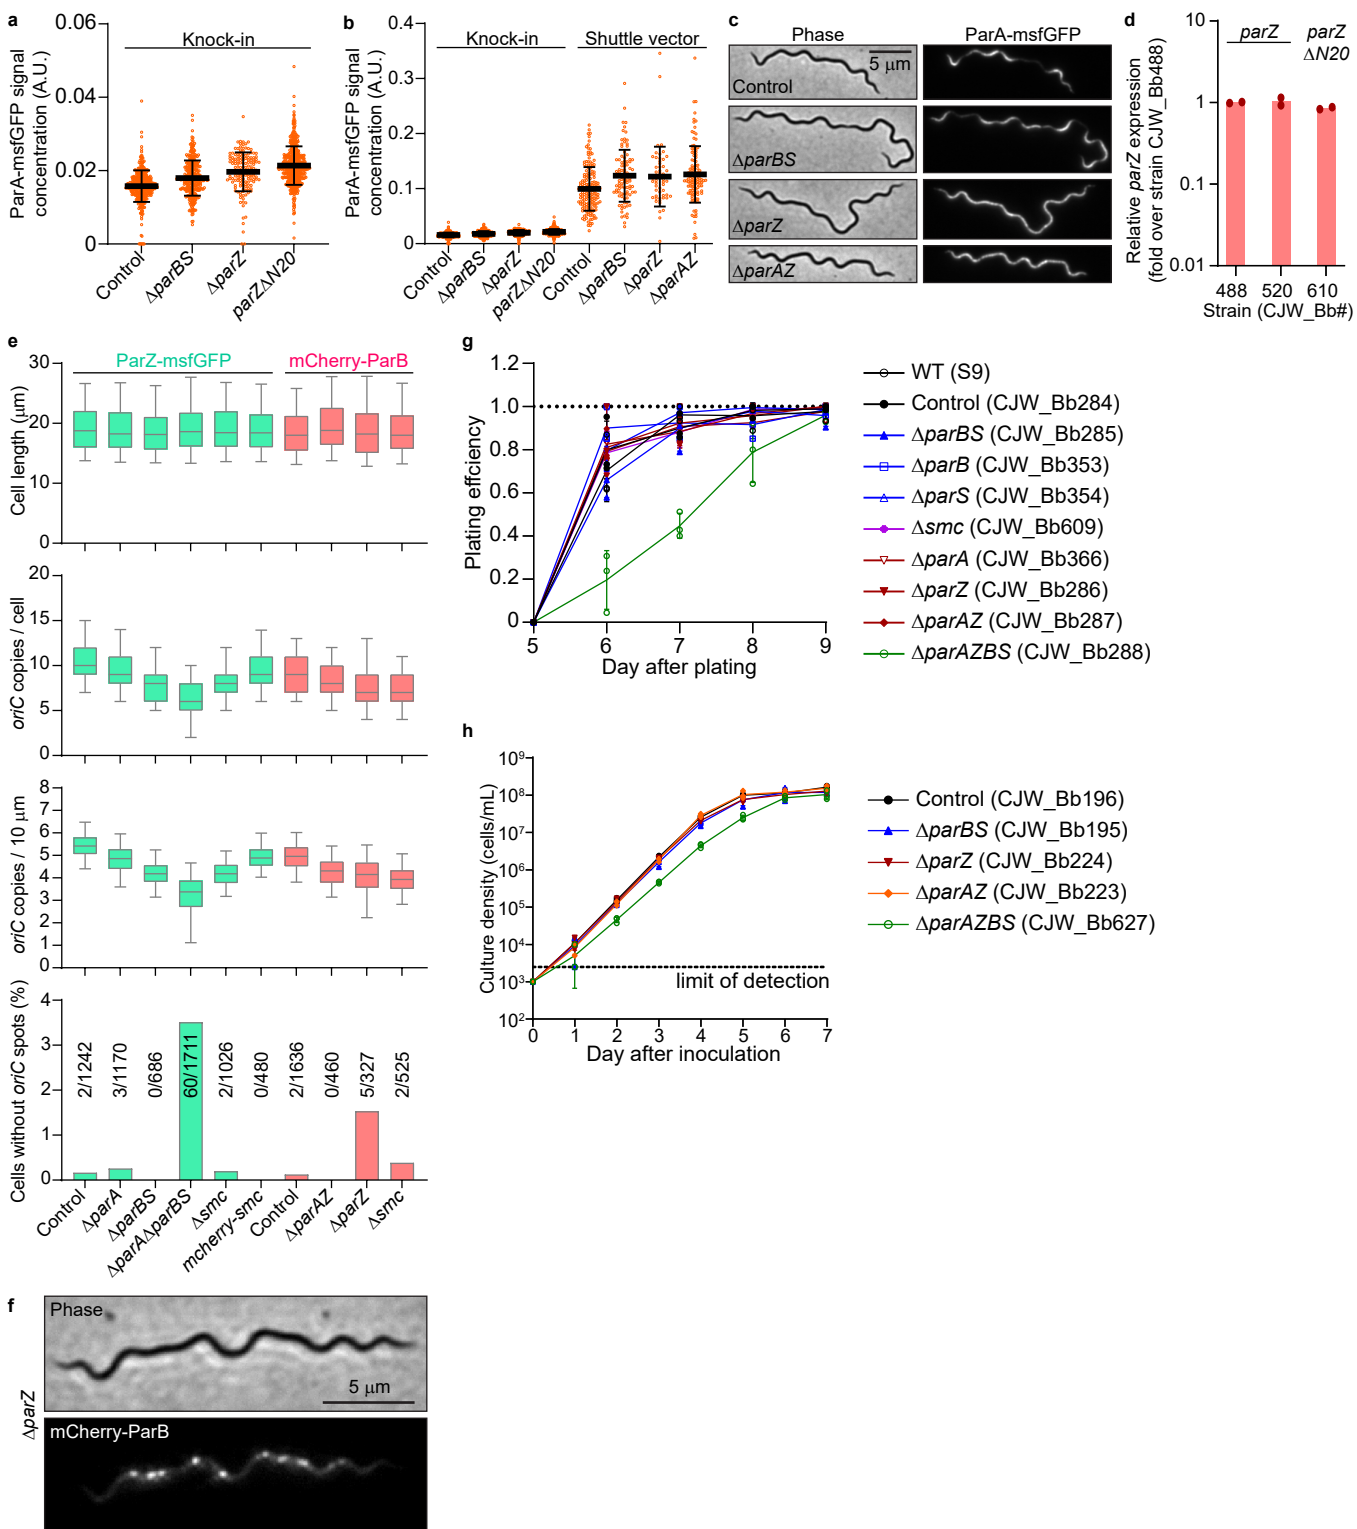 a
0.06
0.04
0.02
0
ParA-msfGFP signal
concentration (A.U.)
Knock-in
Control
ΔparBS
ΔparZ
parZΔN20
b
0.4
0.3
0.2
0.1
0
ParA-msfGFP signal
concentration (A.U.)
Knock-in
Shuttle vector
Control
ΔparBS
ΔparZ
parZΔN20
Control
ΔparBS
ΔparZ
ΔparAZ
c
Phase
ParA-msfGFP
5 μm
Control
ΔparBS
ΔparZ
ΔparAZ
d
10
1
0.1
0.01
Relative parZ expression
(fold over strain CJW_Bb488)
parZ
parZ
ΔN20
488 520 610
Strain (CJW_Bb#)
e
ParZ-msfGFP
mCherry-ParB
30
20
10
0
Cell length (μm)
20
15
10
5
0
oriC copies / cell
8
7
6
5
4
3
2
1
0
oriC copies / 10 μm
4
3
2
1
0
Cells without oriC spots (%)
2/1242
3/1170
0/686
60/1711
2/1026
0/480
2/1636
0/460
5/327
2/525
Control
ΔparA
ΔparBS
ΔparAΔparBS
Δsmc
mcherry-smc
Control
ΔparAZ
ΔparZ
Δsmc
f
ΔparZ
Phase
5 μm
mCherry-ParB
g
1.2
1.0
0.8
0.6
0.4
0.2
0
Plating effciency
5 6 7 8 9
Day after plating
WT (S9)
Control (CJW_Bb284)
ΔparBS (CJW_Bb285)
ΔparB (CJW_Bb353)
ΔparS (CJW_Bb354)
Δsmc (CJW_Bb609)
ΔparA (CJW_Bb366)
ΔparZ (CJW_Bb286)
ΔparAZ (CJW_Bb287)
ΔparAZBS (CJW_Bb288)
h
10⁹
10⁸
10⁷
10⁶
10⁵
10⁴
10³
10²
Culture density (cells/mL)
limit of detection
0 1 2 3 4 5 6 7
Day after inoculation
Control (CJW_Bb196)
ΔparBS (CJW_Bb195)
ΔparZ (CJW_Bb224)
ΔparAZ (CJW_Bb223)
ΔparAZBS (CJW_Bb627)